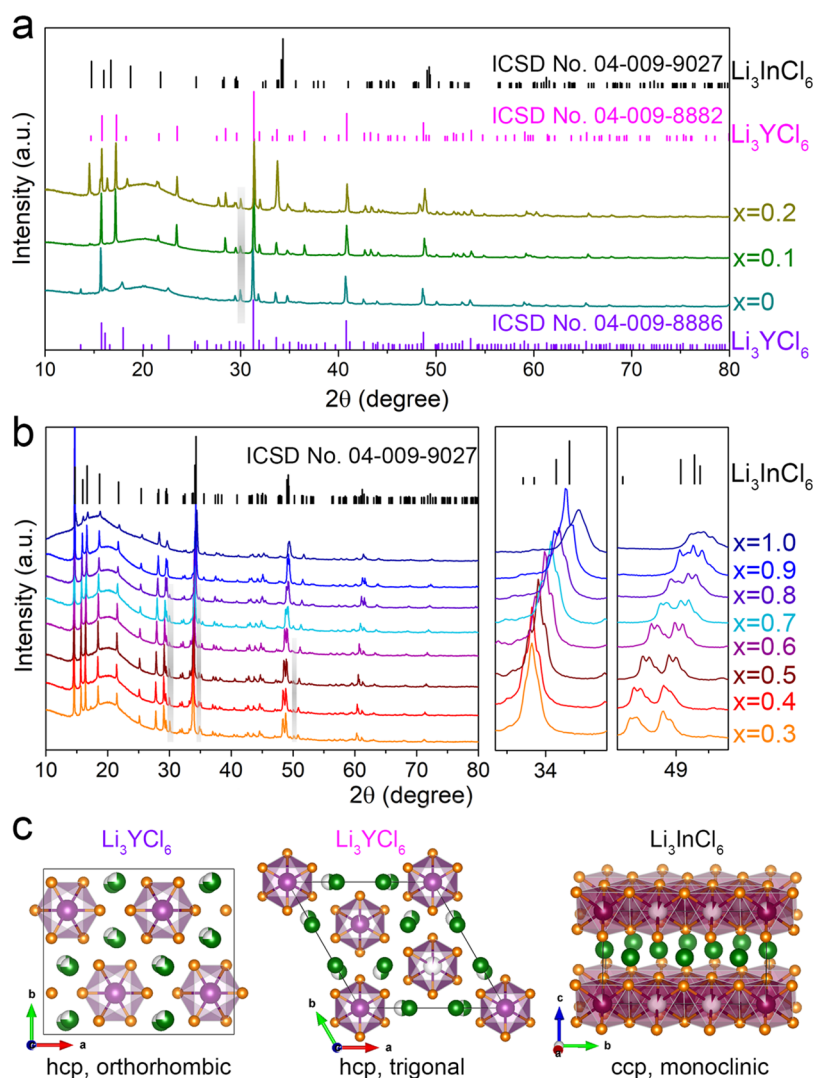 a
ICSD No. 04-009-9027
Li₃InCl₆
ICSD No. 04-009-8882
Li₃YCl₆
x=0.2
x=0.1
x=0
ICSD No. 04-009-8886
Li₃YCl₆
Intensity (a.u.)
10 20 30 40 50 60 70 80
2θ (degree)
b
ICSD No. 04-009-9027
Li₃InCl₆
x=1.0
x=0.9
x=0.8
x=0.7
x=0.6
x=0.5
x=0.4
x=0.3
Intensity (a.u.)
10 20 30 40 50 60 70 80
34
49
2θ (degree)
2θ (degree)
c
Li₃YCl₆
Li₃YCl₆
Li₃InCl₆
b
a
b
a
c
a
b
hcp, orthorhombic
hcp, trigonal
ccp, monoclinic